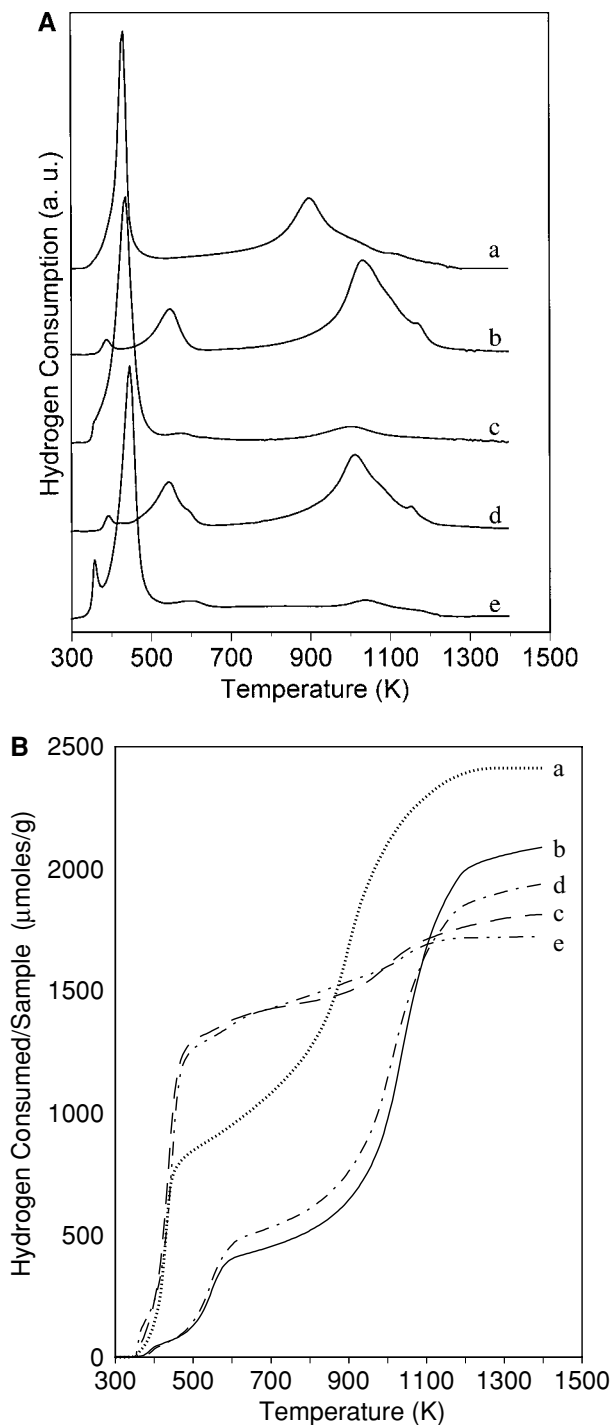 A
Hydrogen Consumption (a. u.)
a
b
c
d
e
300 500 700 900 1100 1300 1500
Temperature (K)
B
Hydrogen Consumed/Sample (μmoles/g)
2500
2000
1500
1000
500
0
a
b
d
c
e
300 500 700 900 1100 1300 1500
Temperature (K)